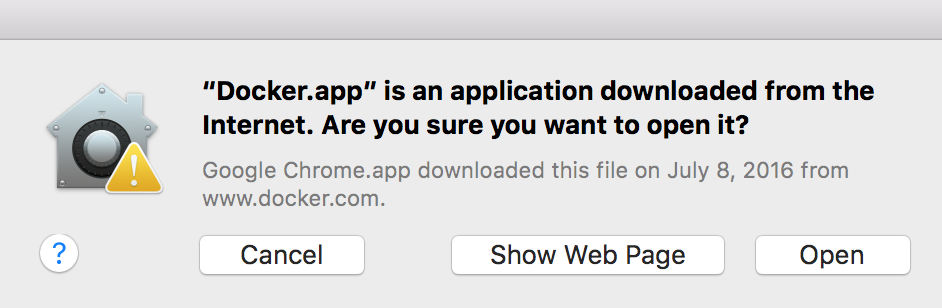 “Docker.app” is an application downloaded from the
Internet. Are you sure you want to open it?
Google Chrome.app downloaded this file on July 8, 2016 from
www.docker.com.
?
Cancel
Show Web Page
Open